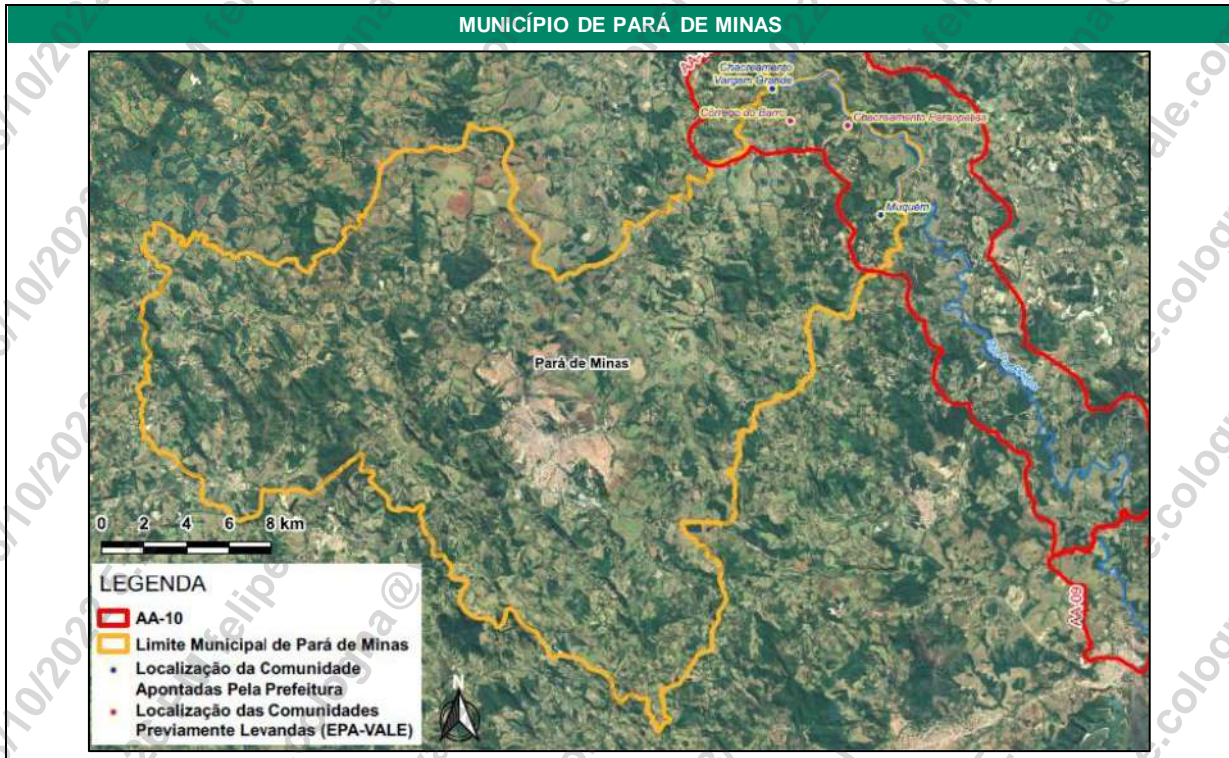 MUNICÍPIO DE PARÁ DE MINAS
Chacreamento
Vargem Grande
Córrego do Barro
Chacreamento Paraopeba
Muquém
Pará de Minas
0 2 4 6 8 km
LEGENDA
AA-10
Limite Municipal de Pará de Minas
Localização da Comunidade
Apontadas Pela Prefeitura
Localização das Comunidades
Previamente Levandas (EPA-VALE)
N
AA-09